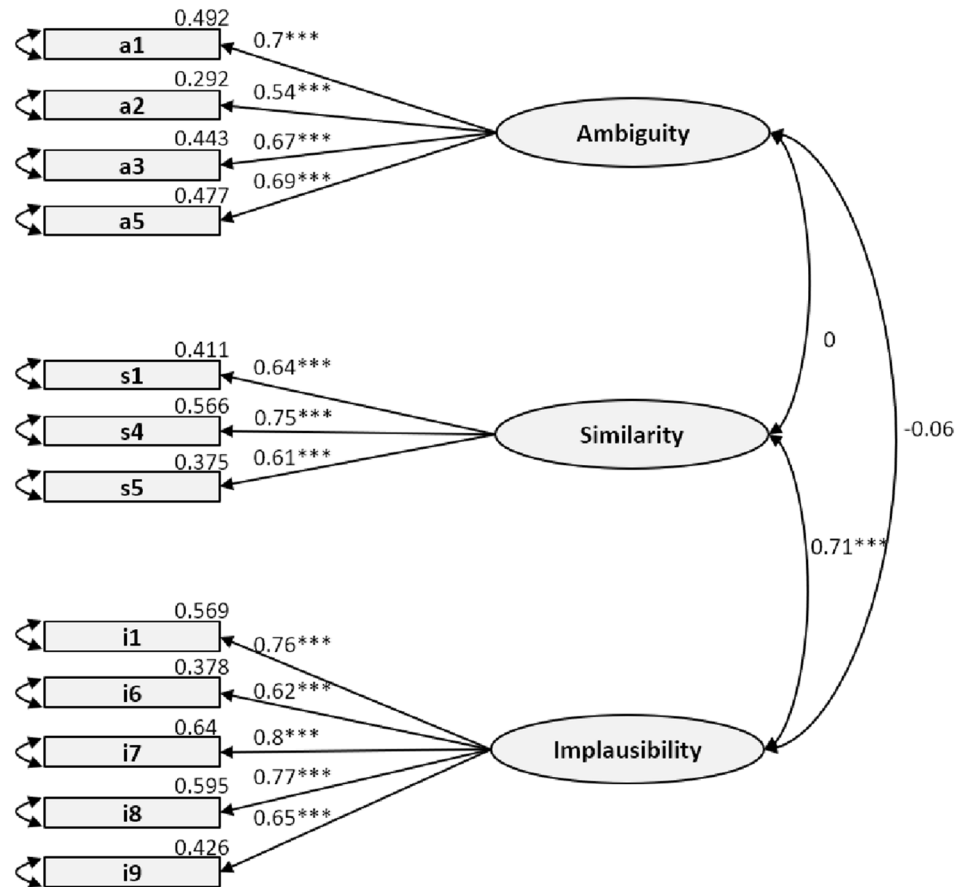 0.492
a1
0.7***
0.292
a2
0.54***
0.443
a3
0.67***
0.477
a5
0.69***
Ambiguity
0.411
s1
0.64***
0.566
s4
0.75***
0.375
s5
0.61***
Similarity
0
-0.06
0.71***
0.569
i1
0.76***
0.378
i6
0.62***
0.64
i7
0.8***
0.595
i8
0.77***
0.426
i9
0.65***
Implausibility